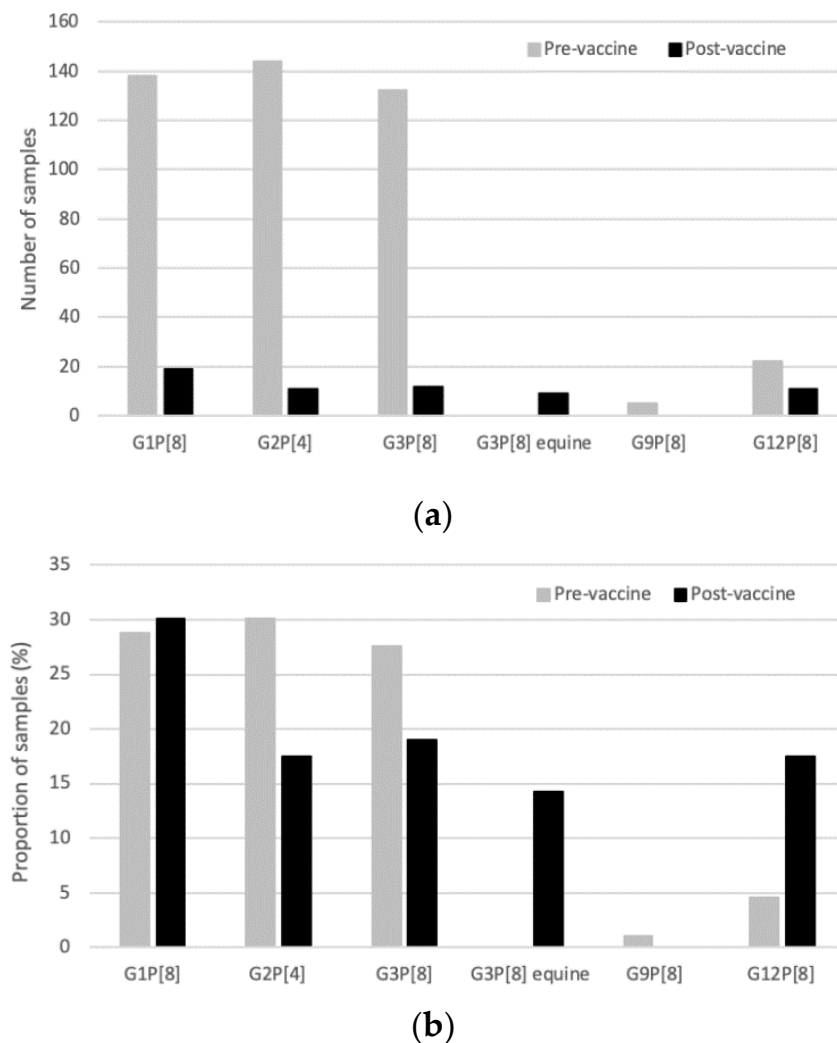 160
140
120
100
80
60
40
20
0
Number of samples
Pre-vaccine Post-vaccine
G1P[8] G2P[4] G3P[8] G3P[8] equine G9P[8] G12P[8]
(a)
35
30
25
20
15
10
5
0
Proportion of samples (%)
Pre-vaccine Post-vaccine
G1P[8] G2P[4] G3P[8] G3P[8] equine G9P[8] G12P[8]
(b)